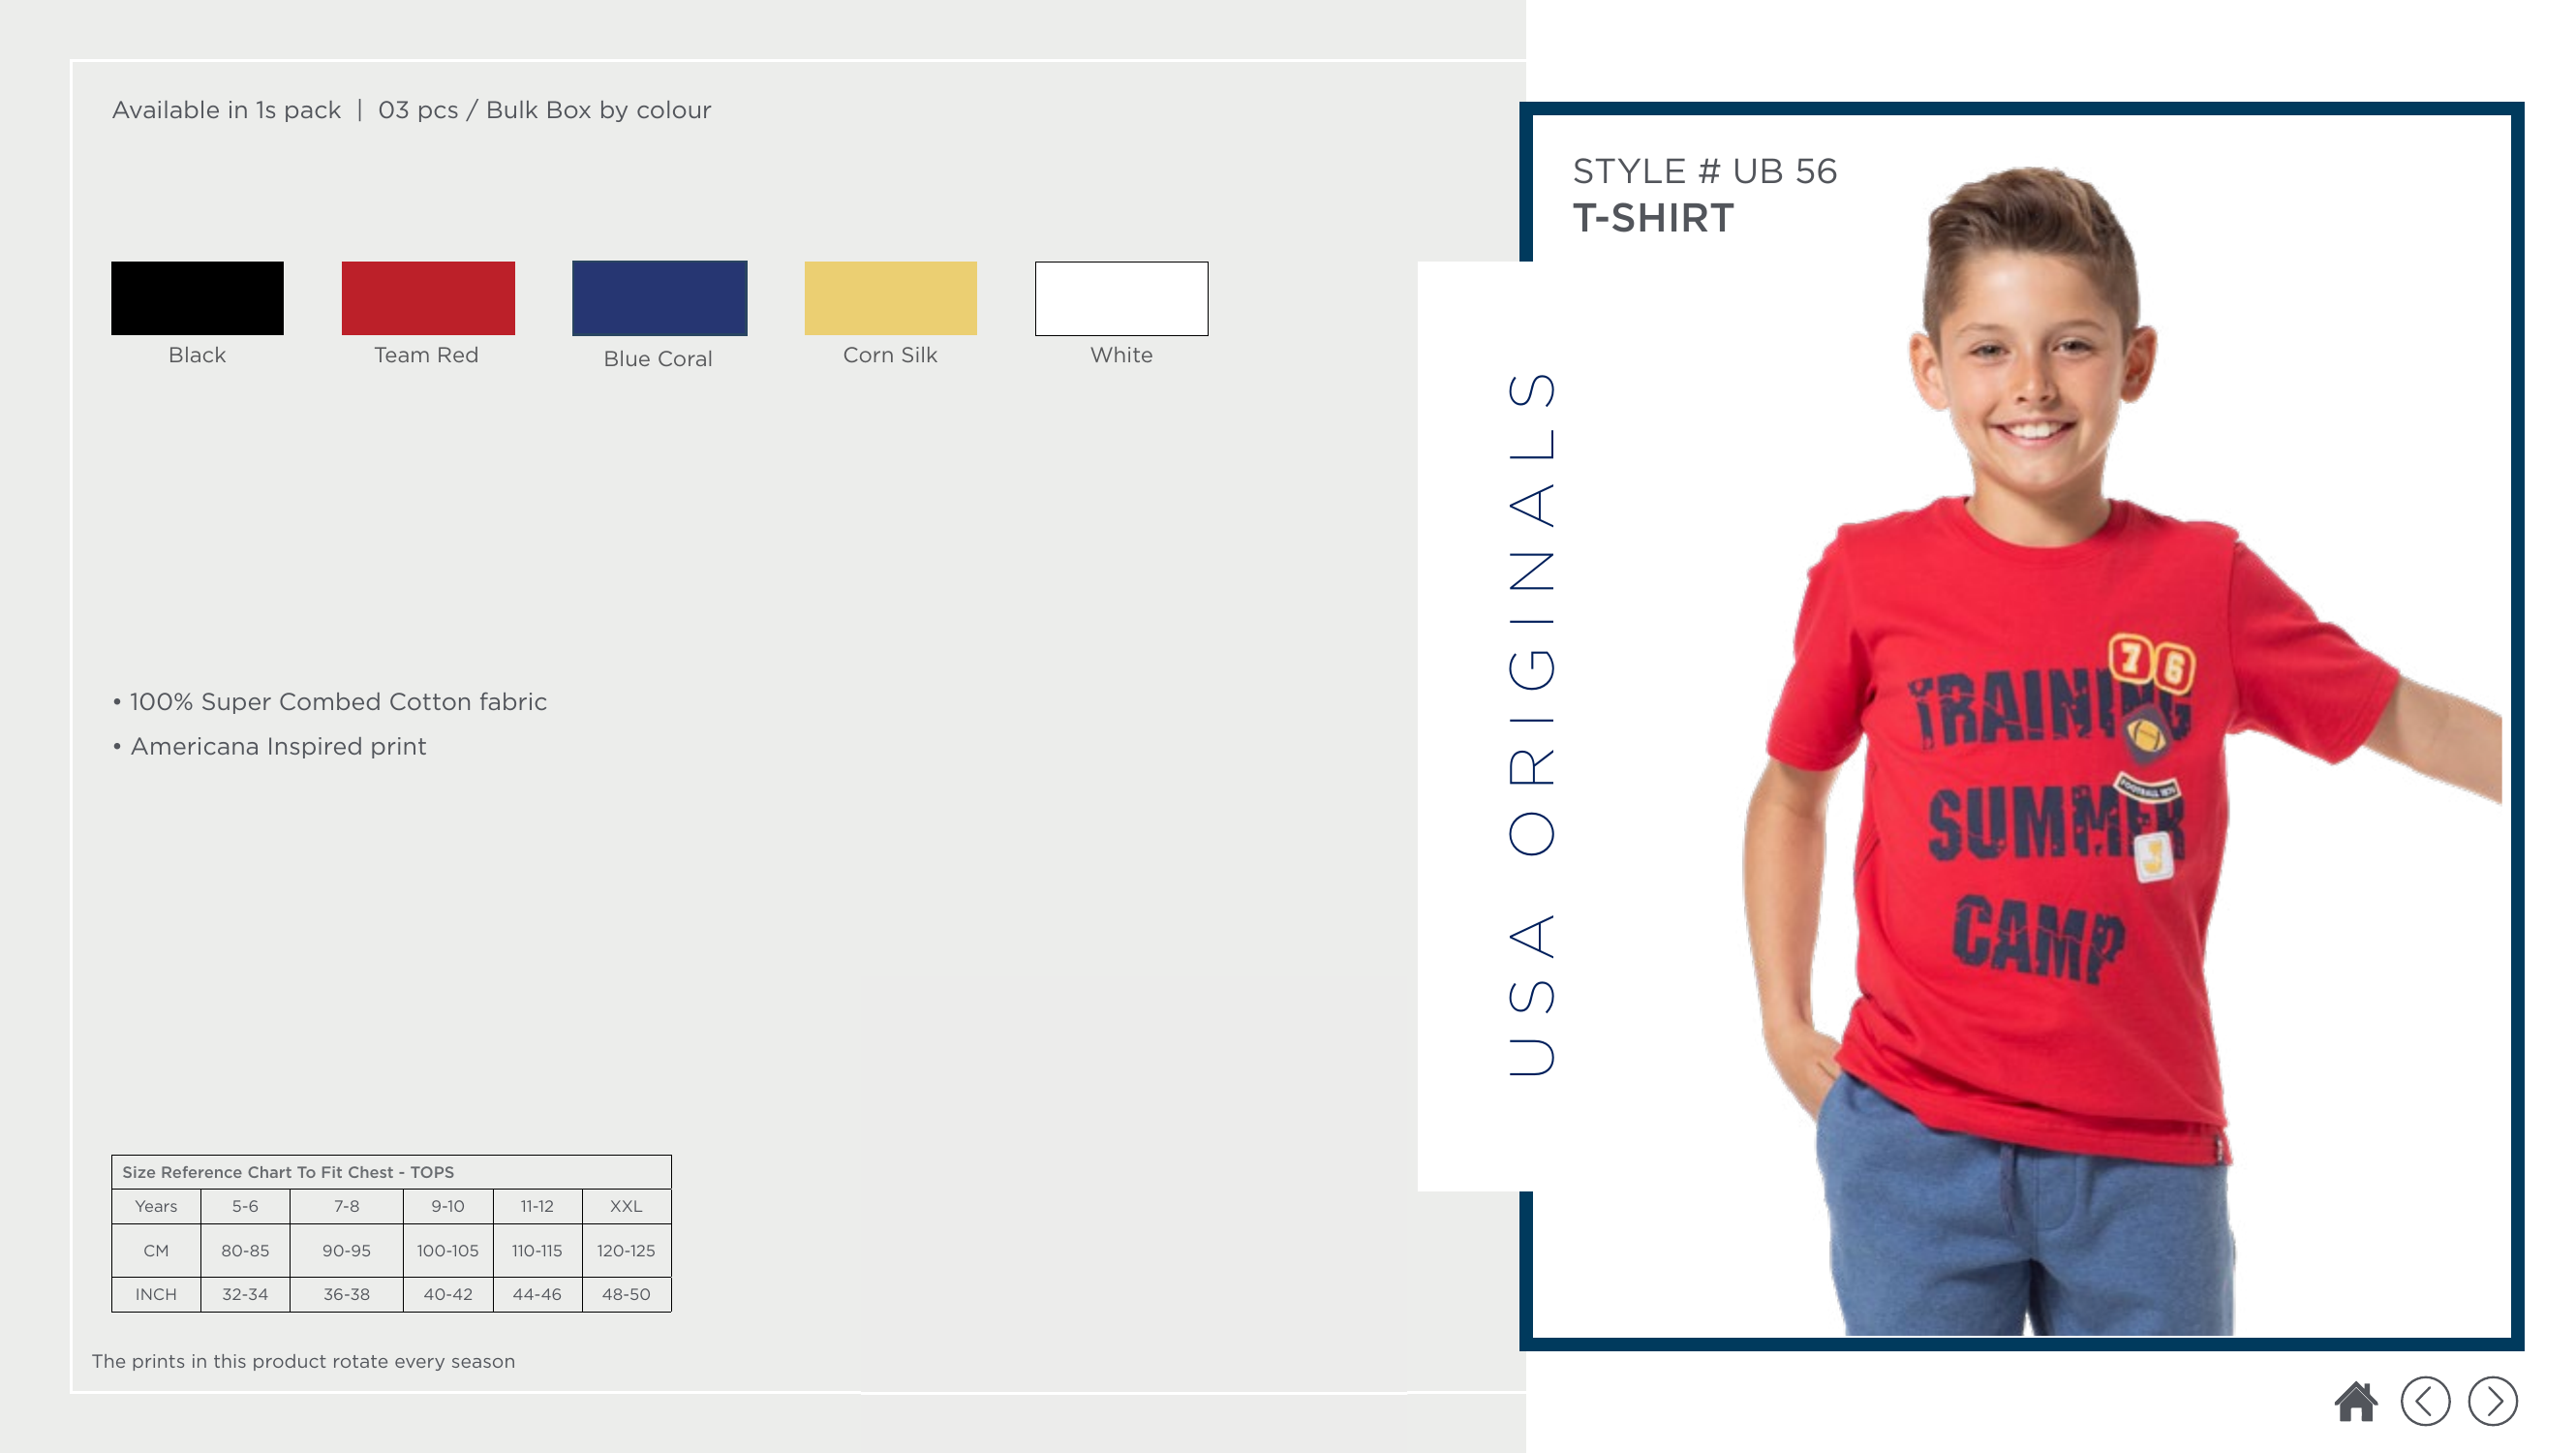 Available in 1s pack | 03 pcs / Bulk Box by colour
Black
Team Red
Blue Coral
Corn Silk
White
• 100% Super Combed Cotton fabric
• Americana Inspired print
Size Reference Chart To Fit Chest - TOPS
Years 5-6 7-8 9-10 11-12 XXL
CM 80-85 90-95 100-105 110-115 120-125
INCH 32-34 36-38 40-42 44-46 48-50
The prints in this product rotate every season
USA ORIGINALS
STYLE # UB 56
T-SHIRT
76
TRAINING
SUMMER
J
CAMP